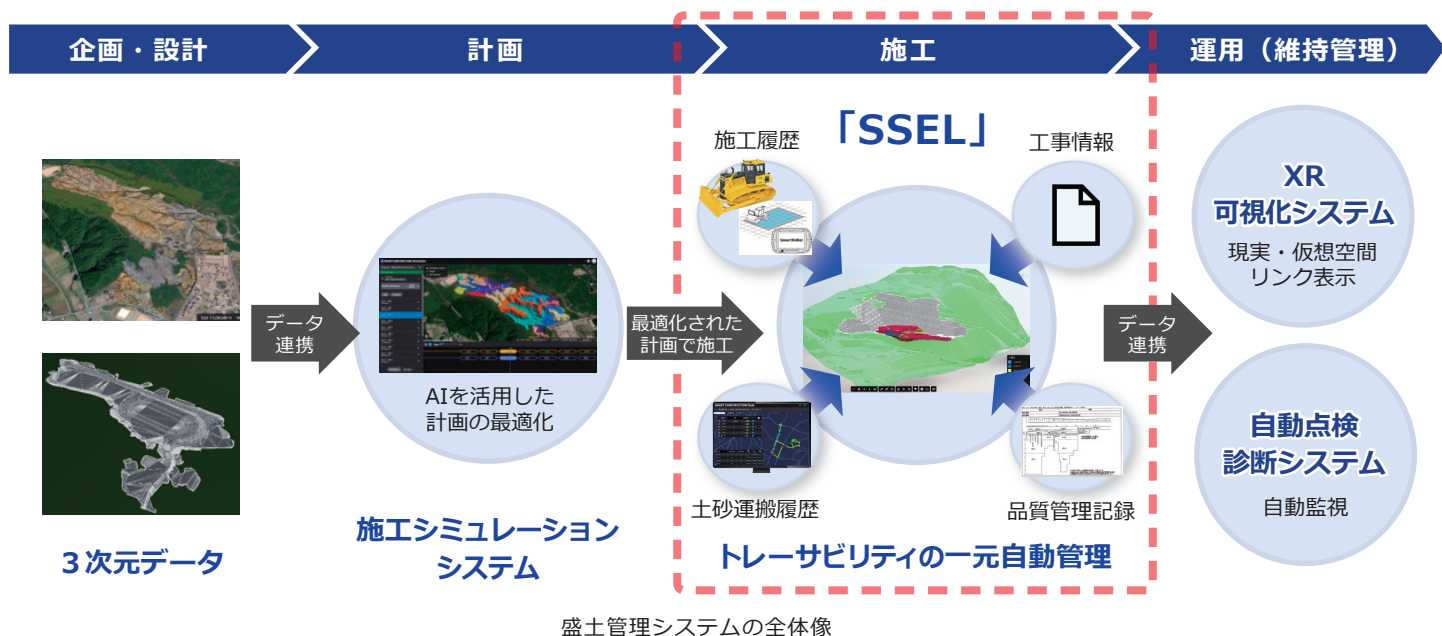 企画・設計
計画
施工
運用（維持管理）
３次元データ
データ
連携
SMART CONSTRUCTION
AIを活用した
計画の最適化
施工シミュレーション
システム
最適化された
計画で施工
「SSEL」
施工履歴
SmartRoller
工事情報
土砂運搬履歴
品質管理記録
トレーサビリティの一元自動管理
データ
連携
XR
可視化システム
現実・仮想空間
リンク表示
自動点検
診断システム
自動監視
盛土管理システムの全体像